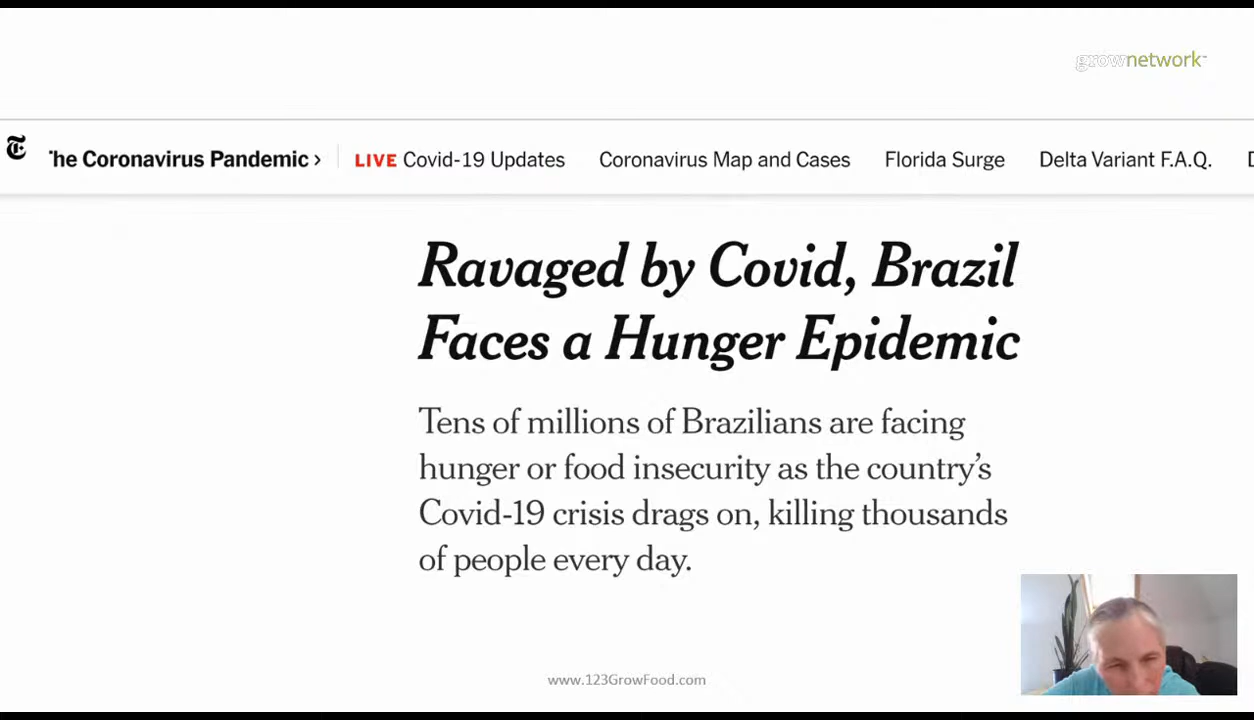 grownetwork™
The Coronavirus Pandemic › LIVE Covid-19 Updates Coronavirus Map and Cases Florida Surge Delta Variant F.A.Q.
Ravaged by Covid, Brazil
Faces a Hunger Epidemic
Tens of millions of Brazilians are facing
hunger or food insecurity as the country’s
Covid-19 crisis drags on, killing thousands
of people every day.
www.123GrowFood.com